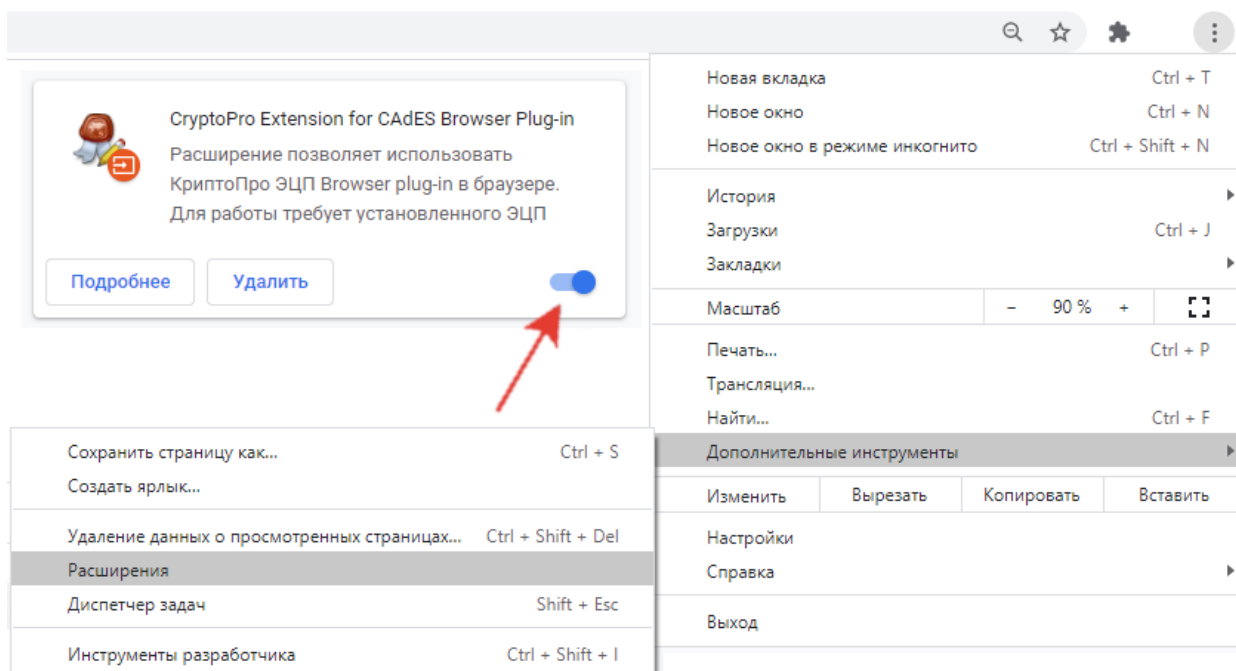 CryptoPro Extension for CAdES Browser Plug-in
Расширение позволяет использовать
КриптоПро ЭЦП Browser plug-in в браузере.
Для работы требует установленного ЭЦП
Подробнее
Удалить
Новая вкладка Ctrl + T
Новое окно Ctrl + N
Новое окно в режиме инкогнито Ctrl + Shift + N
История
Загрузки Ctrl + J
Закладки
Масштаб − 90 % +
Печать... Ctrl + P
Трансляция...
Найти... Ctrl + F
Дополнительные инструменты
Изменить Вырезать Копировать Вставить
Настройки
Справка
Выход
Сохранить страницу как... Ctrl + S
Создать ярлык...
Удаление данных о просмотренных страницах... Ctrl + Shift + Del
Расширения
Диспетчер задач Shift + Esc
Инструменты разработчика Ctrl + Shift + I